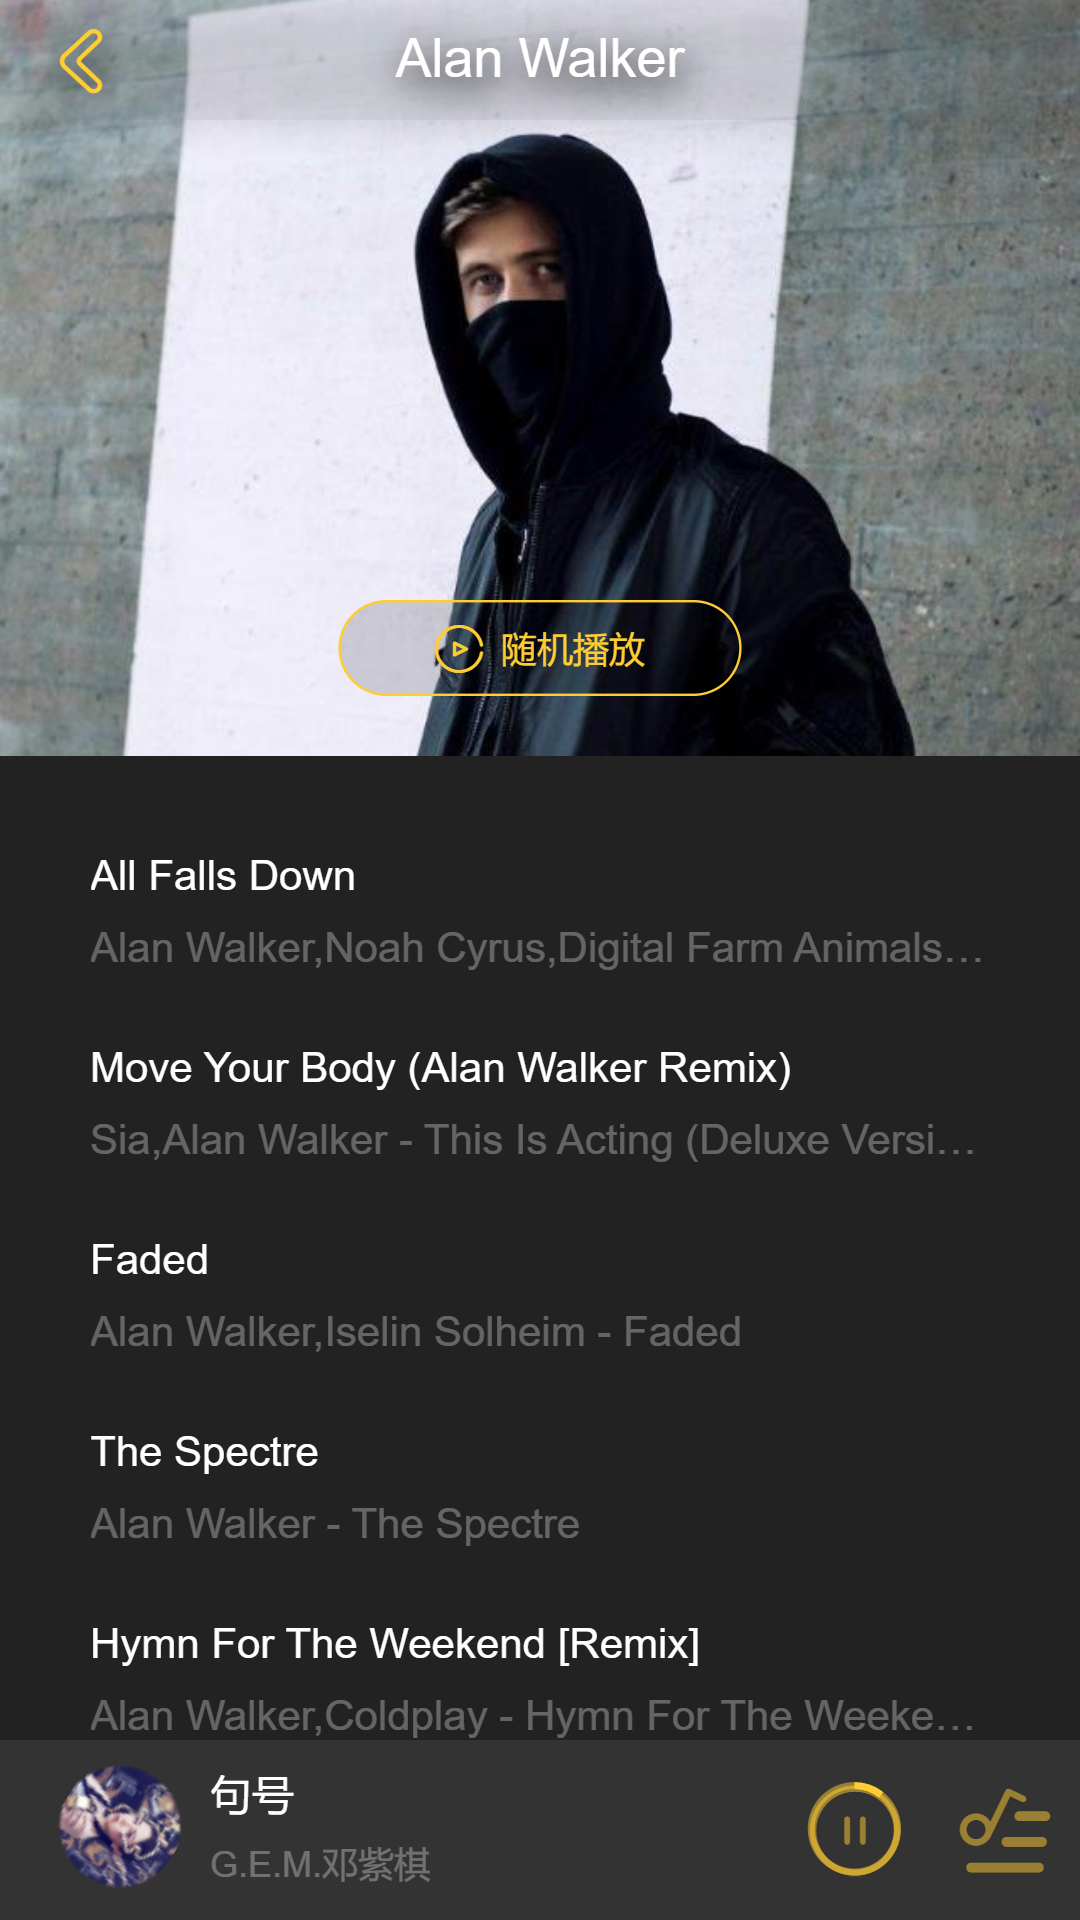 Alan Walker
随机播放
All Falls Down
Alan Walker,Noah Cyrus,Digital Farm Animals…
Move Your Body (Alan Walker Remix)
Sia,Alan Walker - This Is Acting (Deluxe Versi…
Faded
Alan Walker,Iselin Solheim - Faded
The Spectre
Alan Walker - The Spectre
Hymn For The Weekend [Remix]
Alan Walker,Coldplay - Hymn For The Weeke…
句号
G.E.M.邓紫棋